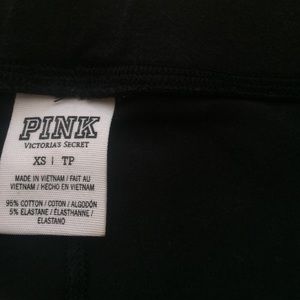 PINK
VICTORIA'S SECRET
XS | TP
MADE IN VIETNAM / FAIT AU
VIETNAM / HECHO EN VIETNAM
95% COTTON / COTON / ALGODÓN
5% ELASTANE / ÉLASTHANNE /
ELASTANO